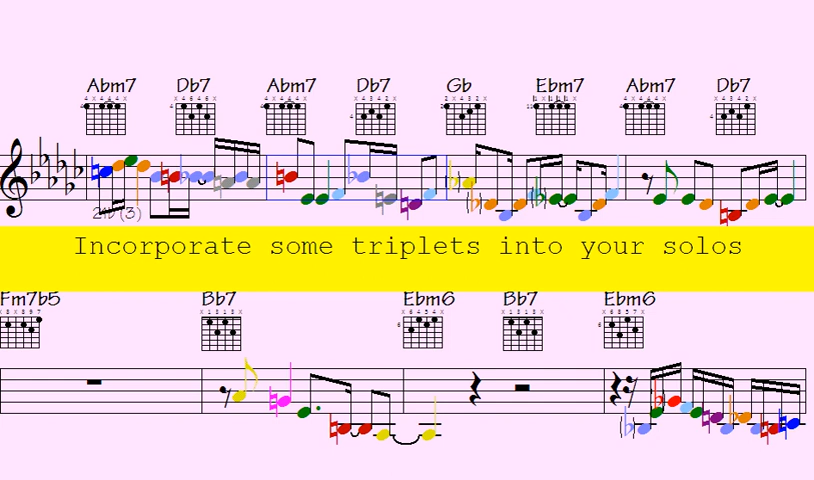 Abm7 Db7 Abm7 Db7 Gb Ebm7 Abm7 Db7
Incorporate some triplets into your solos
Fm7b5 Bb7 Ebm6 Bb7 Ebm6